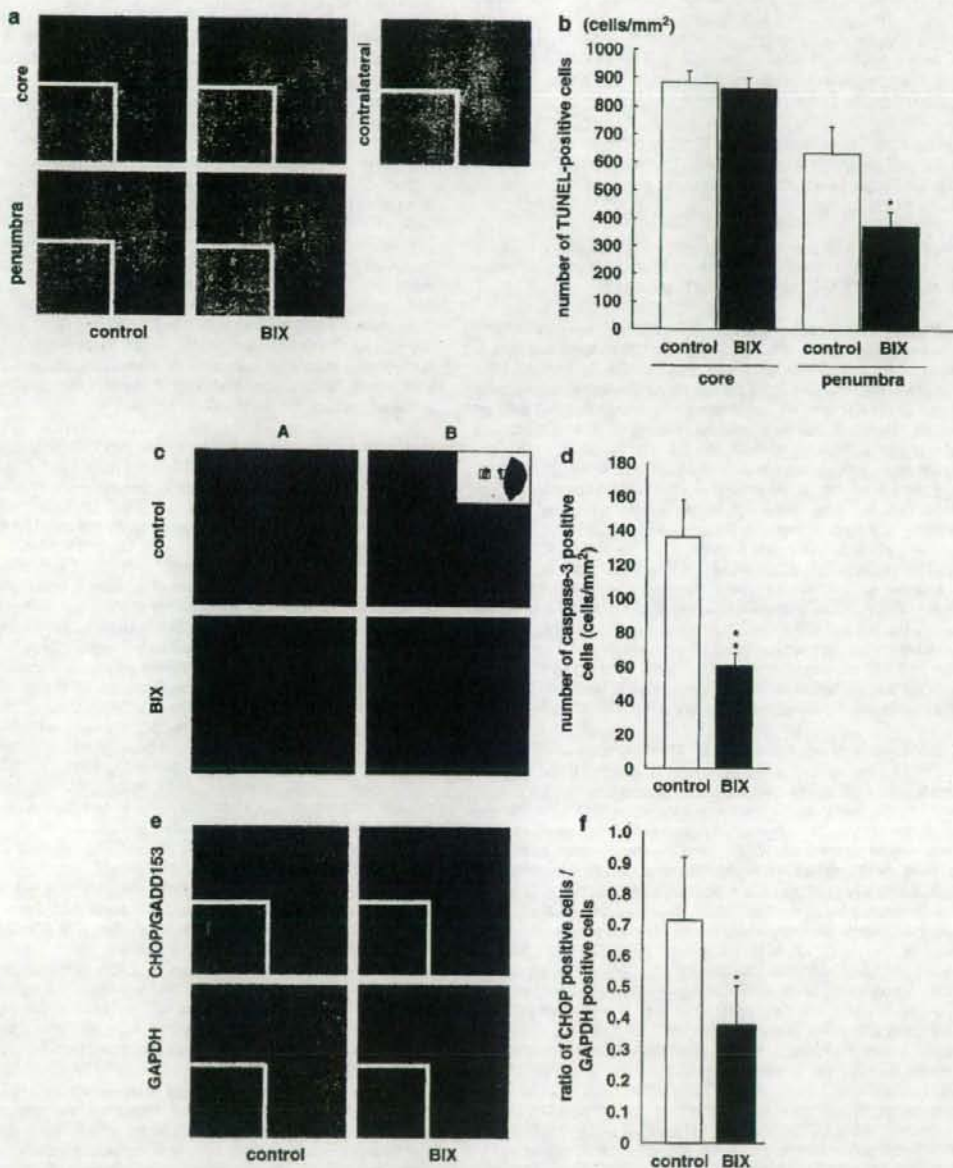 a
core
penumbra
control
BIX
contralateral
b (cells/mm²)
number of TUNEL-positive cells
1000
900
800
700
600
500
400
300
200
100
0
*
control BIX control BIX
core penumbra
c
A
B
control
BIX
d
number of caspase-3 positive
cells (cells/mm²)
180
160
140
120
100
80
60
40
20
0
*
*
control BIX
e
CHOP/GADD153
GAPDH
control
BIX
f
ratio of CHOP positive cells /
GAPDH positive cells
1.0
0.9
0.8
0.7
0.6
0.5
0.4
0.3
0.2
0.1
0
*
control BIX